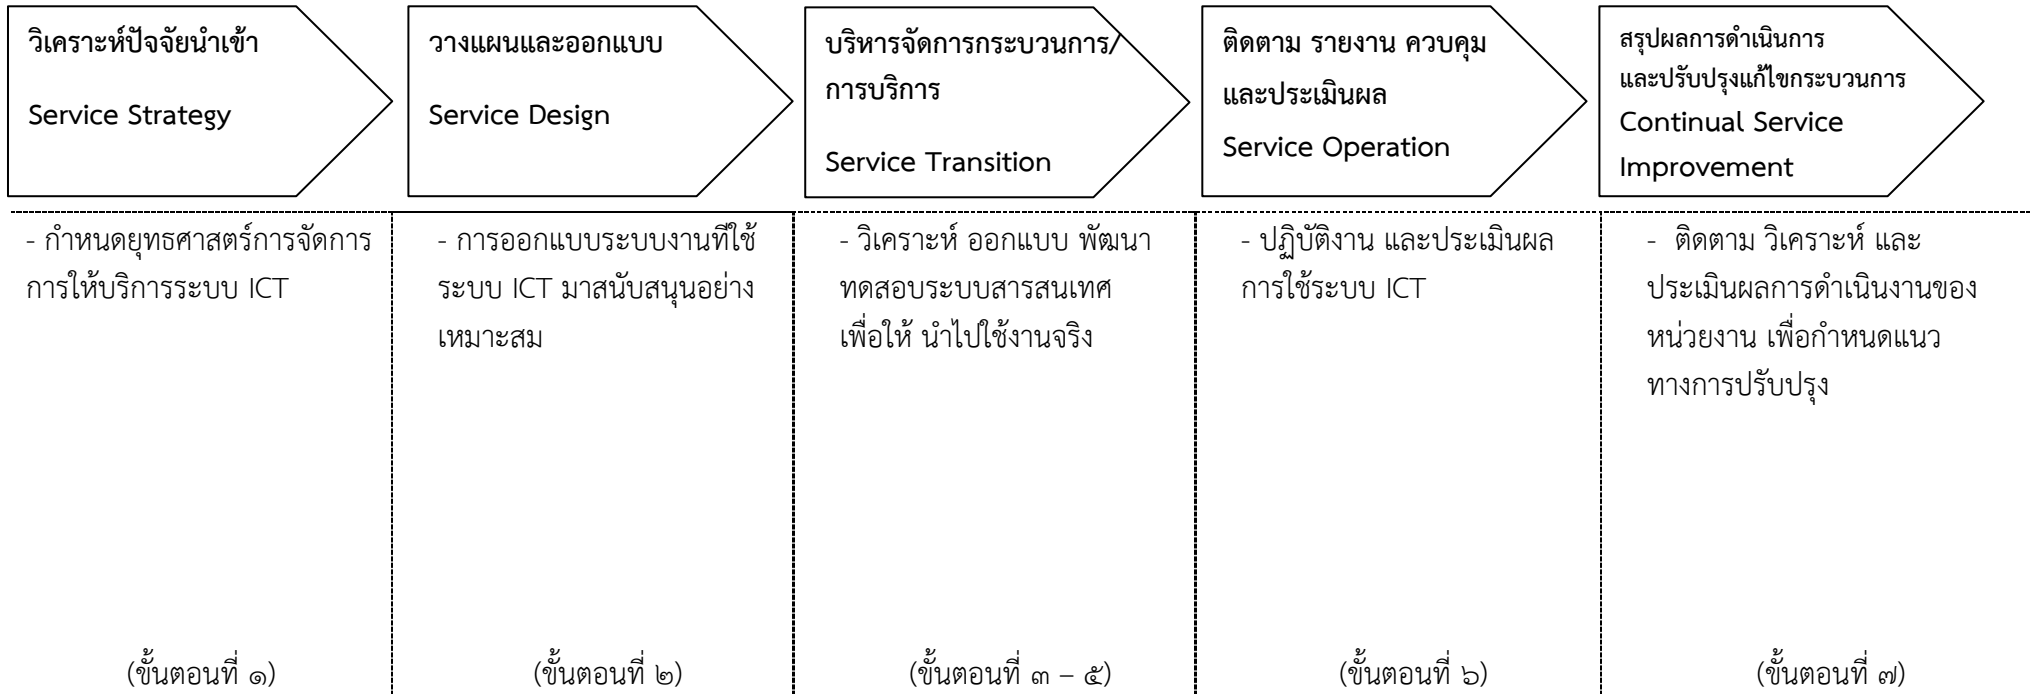 วิเคราะห์ปัจจัยนำเข้า
Service Strategy
วางแผนและออกแบบ
Service Design
บริหารจัดการกระบวนการ/
การบริการ
Service Transition
ติดตาม รายงาน ควบคุม
และประเมินผล
Service Operation
สรุปผลการดำเนินการ
และปรับปรุงแก้ไขกระบวนการ
Continual Service
Improvement
- กำหนดยุทธศาสตร์การจัดการ
การให้บริการระบบ ICT
(ขั้นตอนที่ ๑)
- การออกแบบระบบงานที่ใช้
ระบบ ICT มาสนับสนุนอย่าง
เหมาะสม
(ขั้นตอนที่ ๒)
- วิเคราะห์ ออกแบบ พัฒนา
ทดสอบระบบสารสนเทศ
เพื่อให้ นำไปใช้งานจริง
(ขั้นตอนที่ ๓ – ๕)
- ปฏิบัติงาน และประเมินผล
การใช้ระบบ ICT
(ขั้นตอนที่ ๖)
- ติดตาม วิเคราะห์ และ
ประเมินผลการดำเนินงานของ
หน่วยงาน เพื่อกำหนดแนว
ทางการปรับปรุง
(ขั้นตอนที่ ๗)